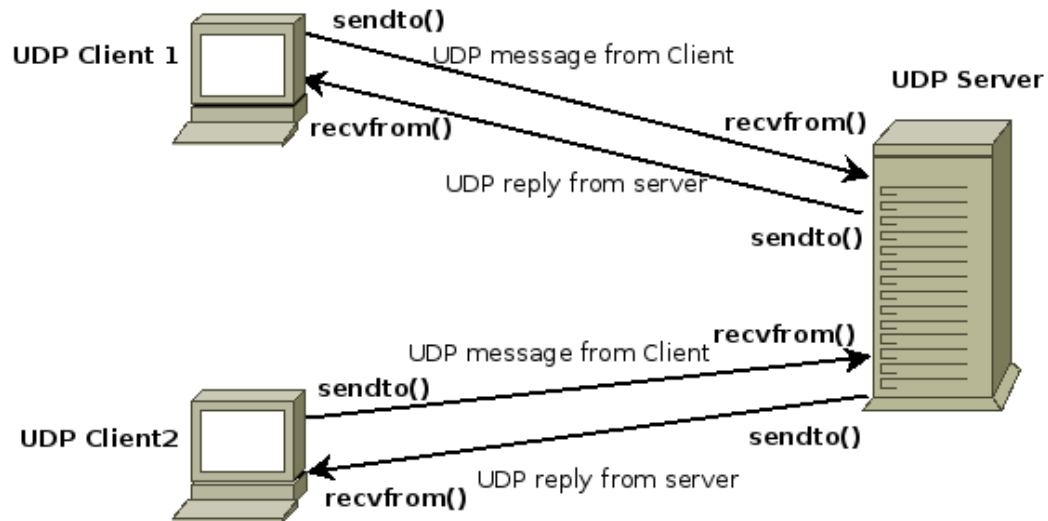 sendto()
UDP Client 1
UDP message from Client
UDP Server
recvfrom()
recvfrom()
UDP reply from server
sendto()
recvfrom()
UDP message from Client
sendto()
UDP Client2
sendto()
UDP reply from server
recvfrom()